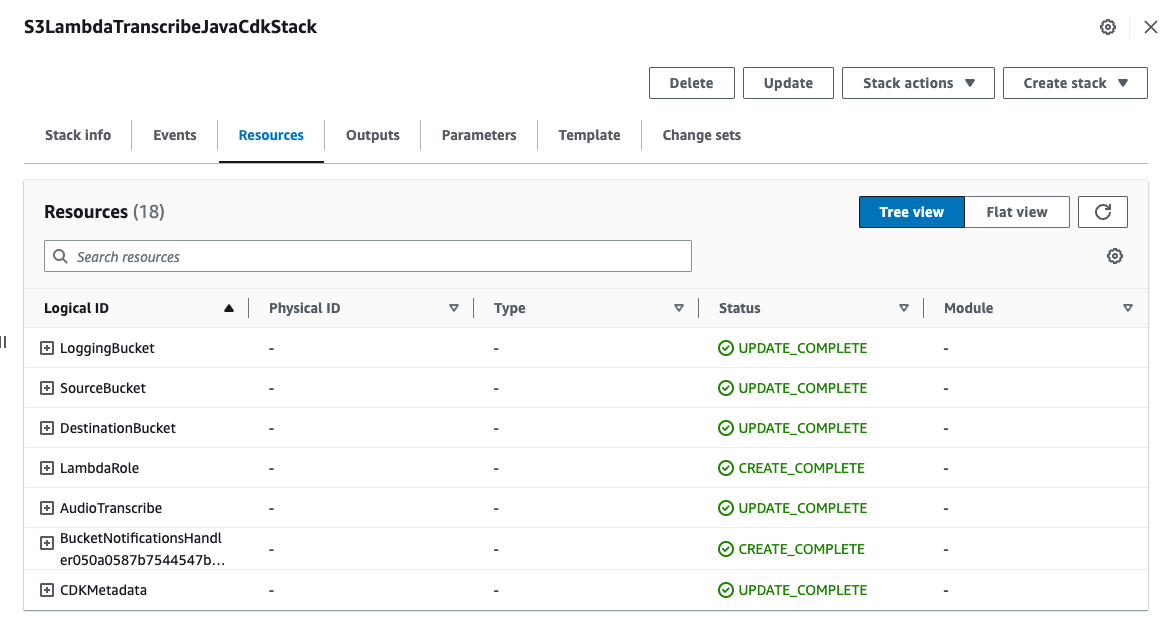 S3LambdaTranscribeJavaCdkStack
Delete Update Stack actions Create stack
Stack info Events Resources Outputs Parameters Template Change sets
Resources (18)
Tree view Flat view
Search resources
Logical ID Physical ID Type Status Module
LoggingBucket - - UPDATE_COMPLETE -
SourceBucket - - UPDATE_COMPLETE -
DestinationBucket - - UPDATE_COMPLETE -
LambdaRole - - CREATE_COMPLETE -
AudioTranscribe - - UPDATE_COMPLETE -
BucketNotificationsHandl
er050a0587b7544547b... - - CREATE_COMPLETE -
CDKMetadata - - UPDATE_COMPLETE -